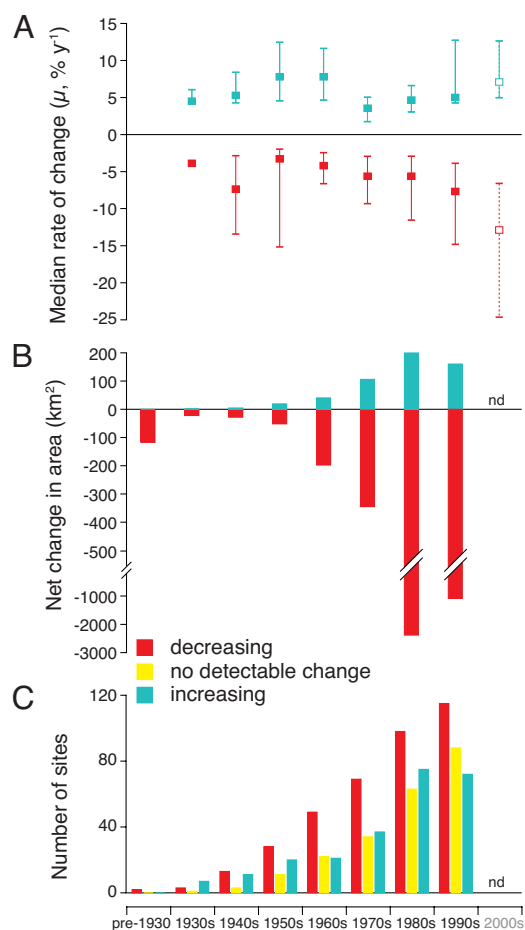 A
Median rate of change (µ, % y-1)
15
10
5
0
-5
-10
-15
-20
-25
B
Net change in area (km2)
200
100
0
-100
-200
-300
-400
-500
-1000
-2000
-3000
nd
decreasing
no detectable change
increasing
C
Number of sites
120
80
40
0
nd
pre-1930 1930s 1940s 1950s 1960s 1970s 1980s 1990s 2000s